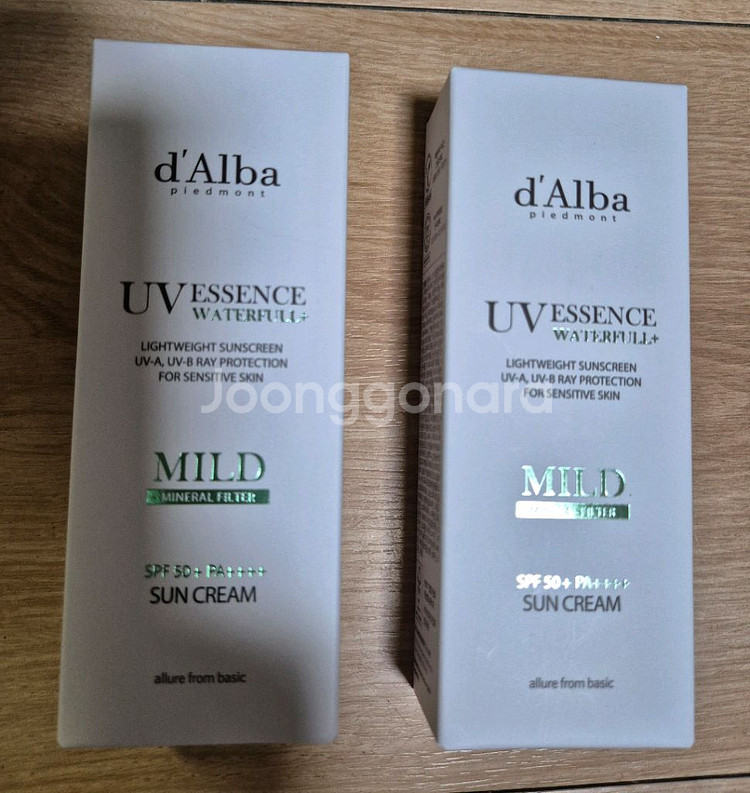 d'Alba
piedmont
UV ESSENCE
WATERFULL+
LIGHTWEIGHT SUNSCREEN
UV-A, UV-B RAY PROTECTION
FOR SENSITIVE SKIN
MILD
MINERAL FILTER
SPF 50+ PA++++
SUN CREAM
allure from basic
d'Alba
piedmont
UV ESSENCE
WATERFULL+
LIGHTWEIGHT SUNSCREEN
UV-A, UV-B RAY PROTECTION
FOR SENSITIVE SKIN
MILD
MINERAL FILTER
SPF 50+ PA++++
SUN CREAM
allure from basic
Joonggonara